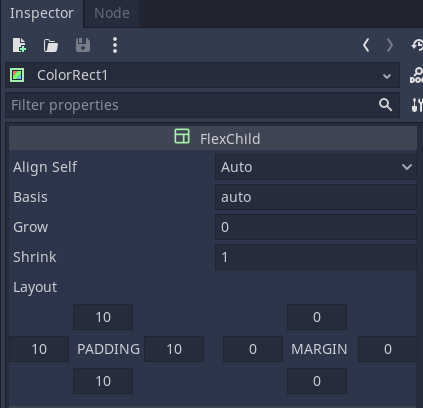 Inspector Node
ColorRect1
DOC
Filter properties
FlexChild
Align Self Auto
Basis auto
Grow 0
Shrink 1
Layout
10 0
10 PADDING 10 0 MARGIN 0
10 0